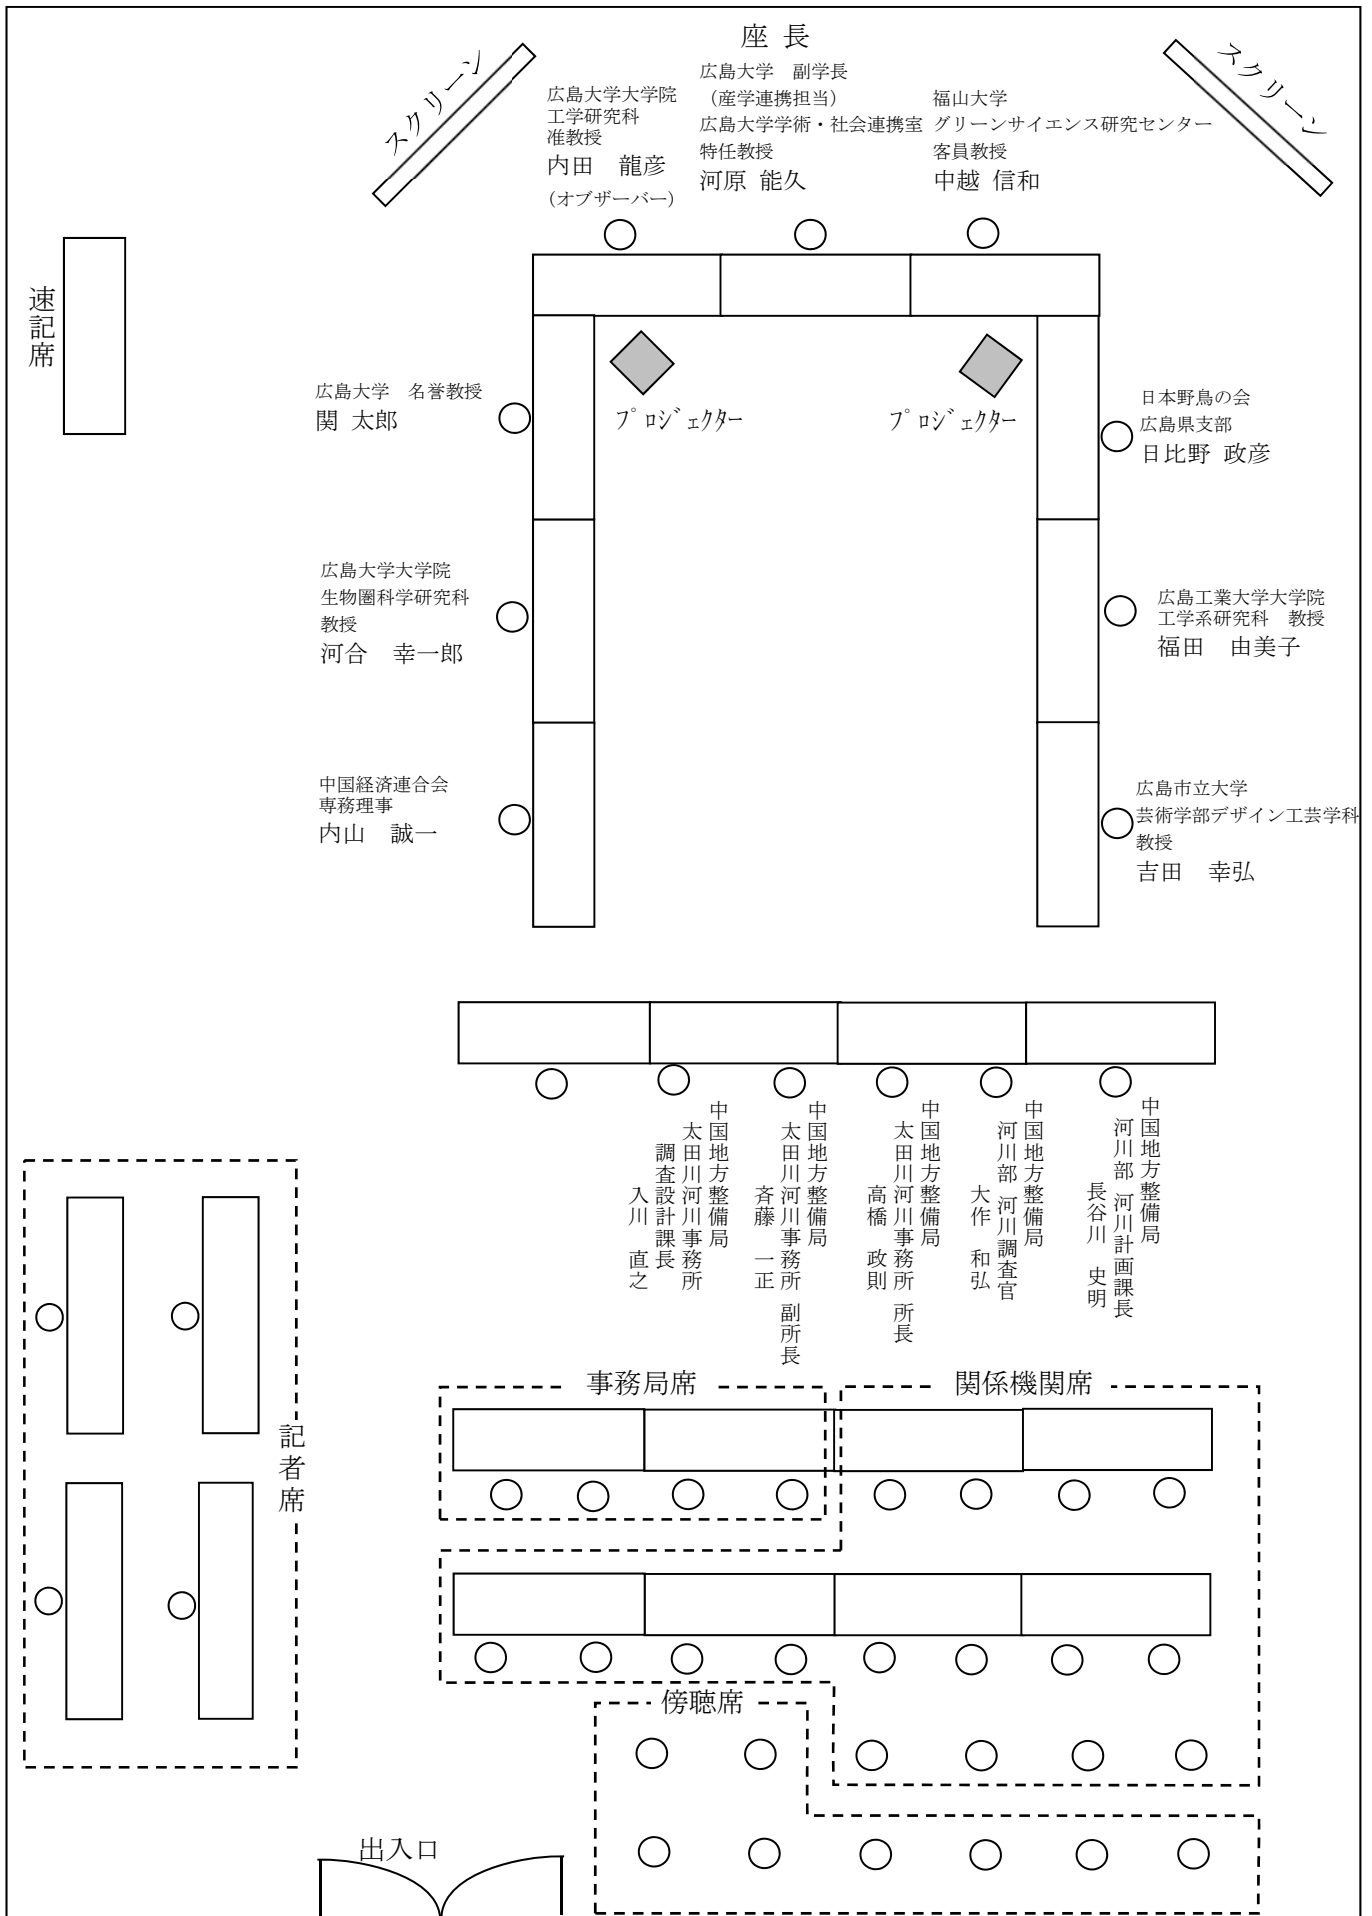 座 長
スクリーン
スクリーン
広島大学大学院
工学研究科
准教授
内田　龍彦
（オブザーバー）
広島大学　副学長
（産学連携担当）
広島大学学術・社会連携室
特任教授
河原 能久
福山大学
グリーンサイエンス研究センター
客員教授
中越 信和
速記席
プロジェクター
プロジェクター
広島大学　名誉教授
関 太郎
日本野鳥の会
広島県支部
日比野 政彦
広島大学大学院
生物圏科学研究科
教授
河合　幸一郎
広島工業大学大学院
工学系研究科　教授
福田　由美子
中国経済連合会
専務理事
内山　誠一
広島市立大学
芸術学部デザイン工芸学科
教授
吉田　幸弘
中国地方整備局
河川部 河川計画課長
長谷川　史明
中国地方整備局
河川部 河川調査官
大作　和弘
中国地方整備局
太田川河川事務所 所長
高橋　政則
中国地方整備局
太田川河川事務所 副所長
斉藤　一正
中国地方整備局
太田川河川事務所
調査設計課長
入川　直之
事務局席
関係機関席
記者席
傍聴席
出入口